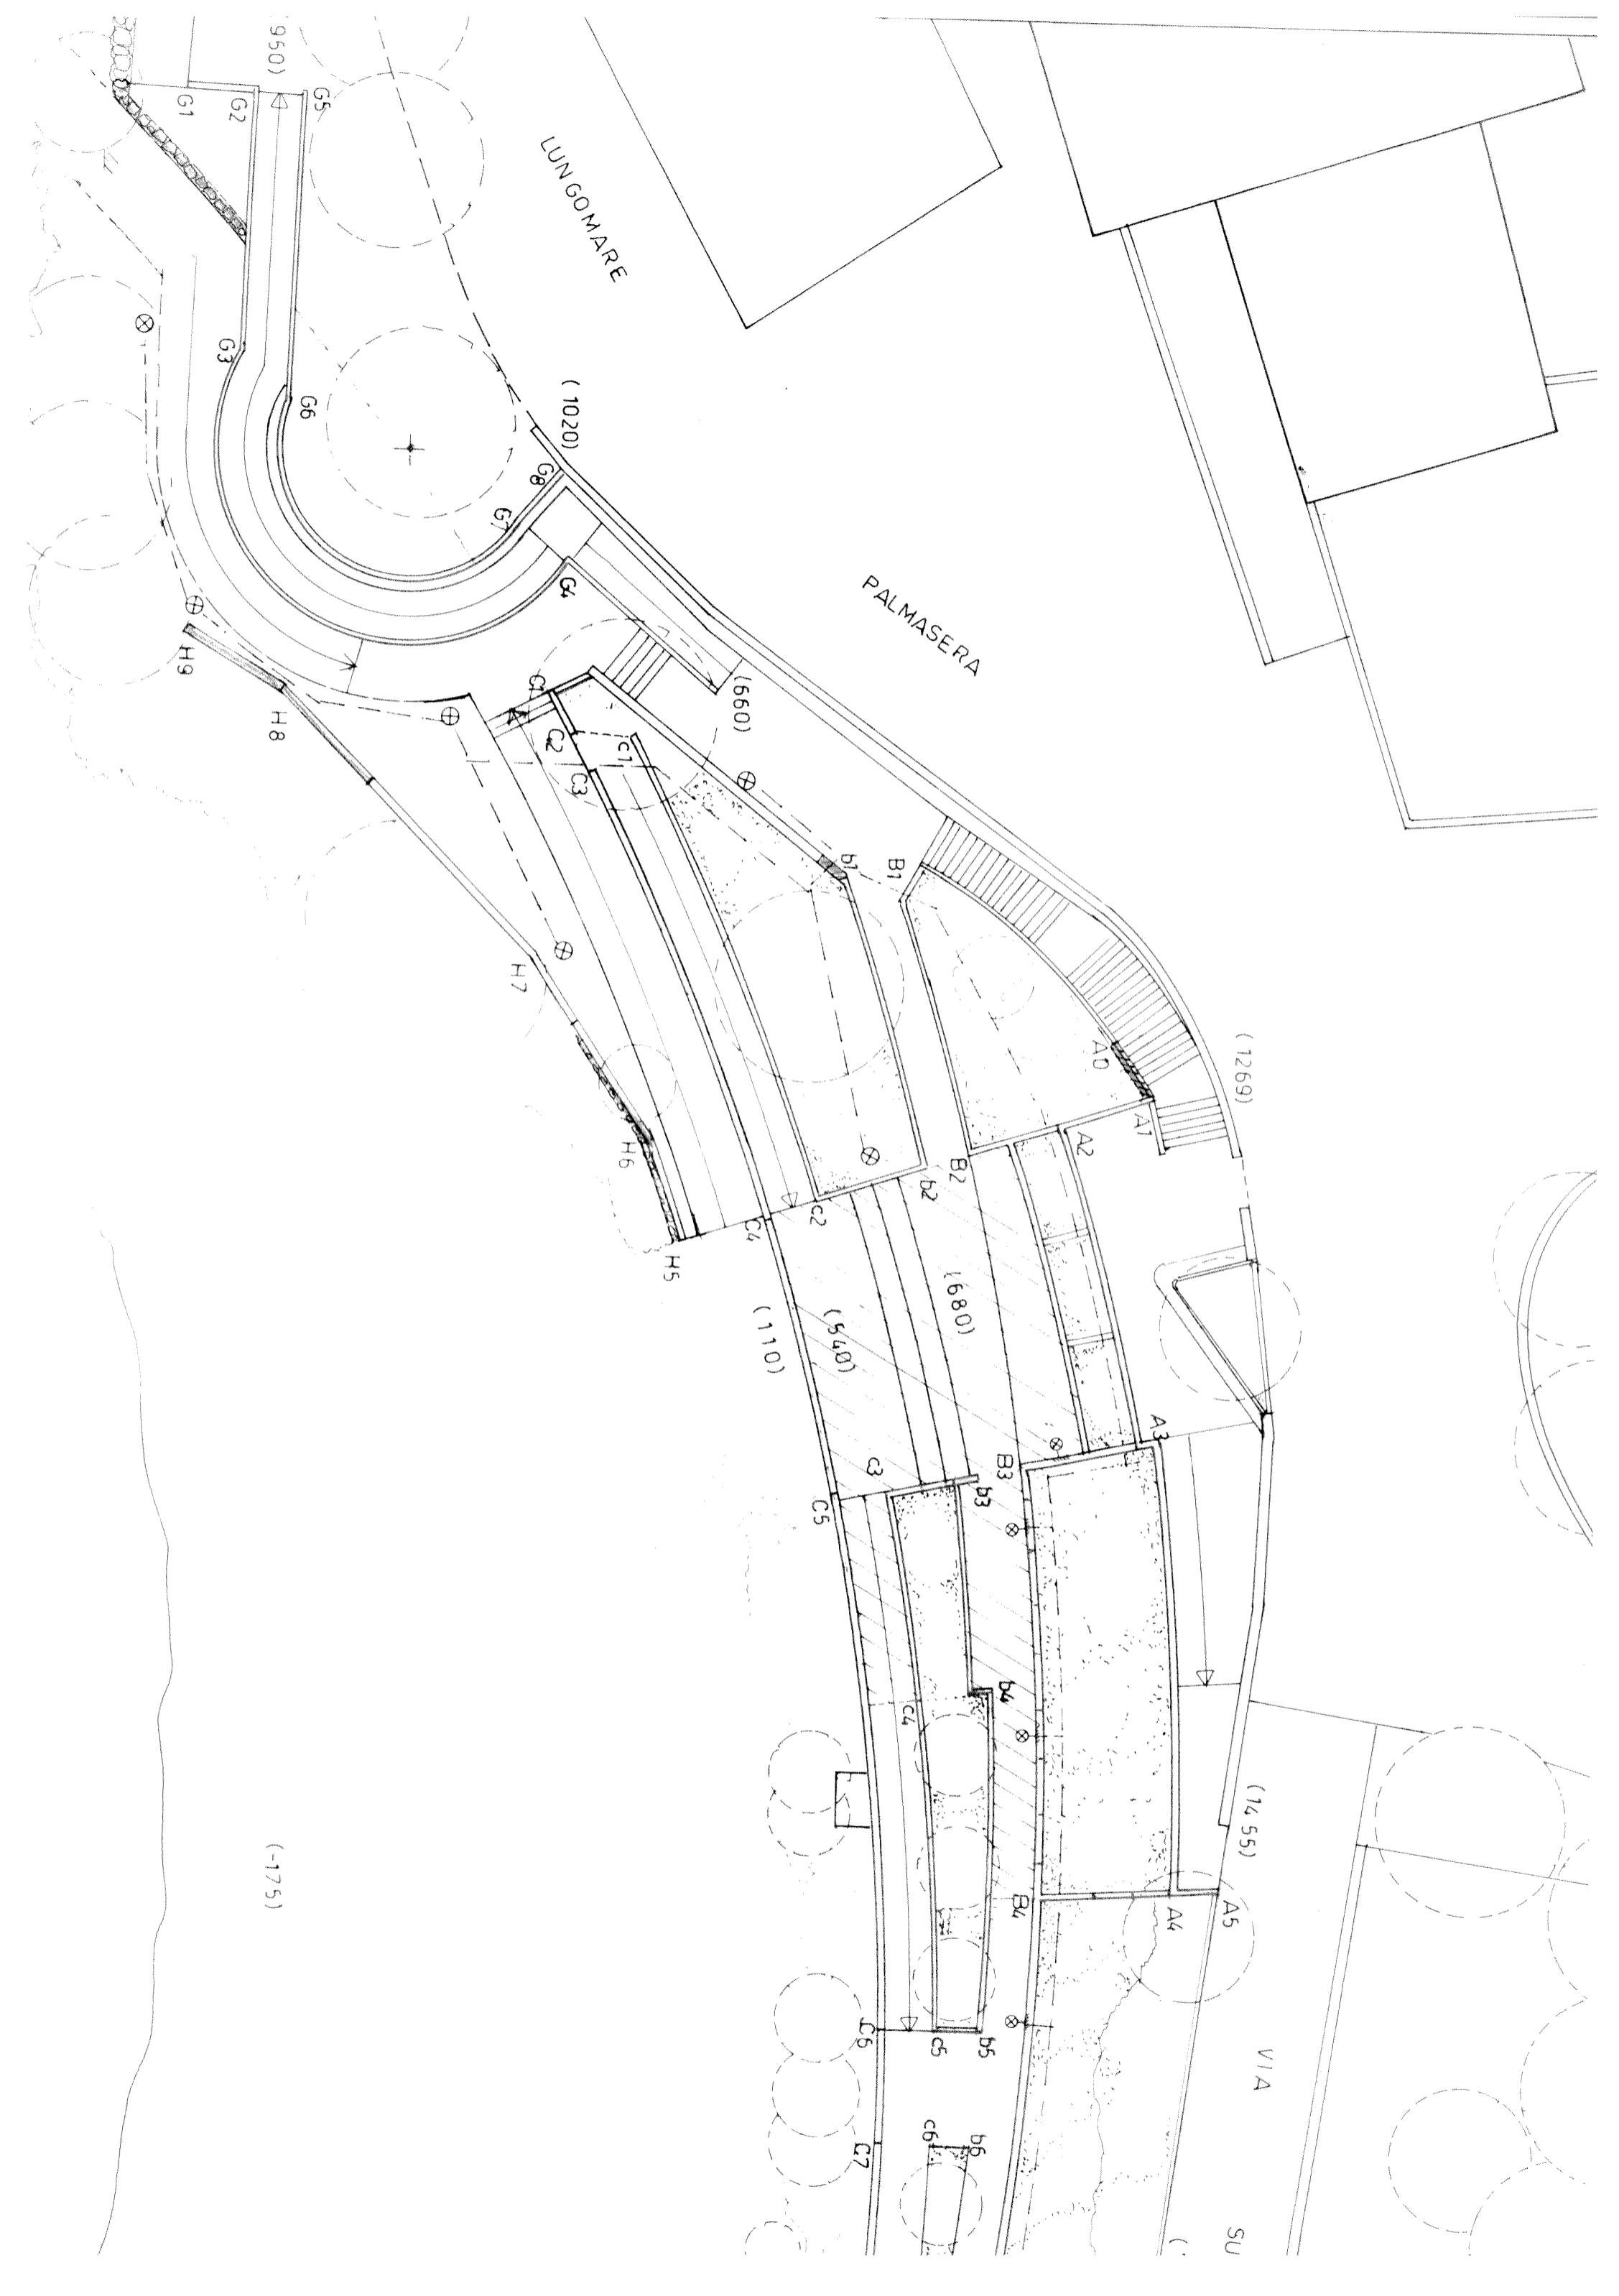 950)
G1
G2
G5
LUNGOMARE
G3
G6
(1020)
G8
G7
G4
PALMASERA
H9
H8
C1
C2
c1
C3
(660)
b1
B1
H7
A0
(1269)
A1
A2
H6
B2
b2
c2
C4
H5
(110)
(540)
(680)
A3
c3
B3
b3
C5
c4
b4
(1455)
(-175)
B4
A4
A5
C6
c5
b5
VIA
C7
c6
b6
SU